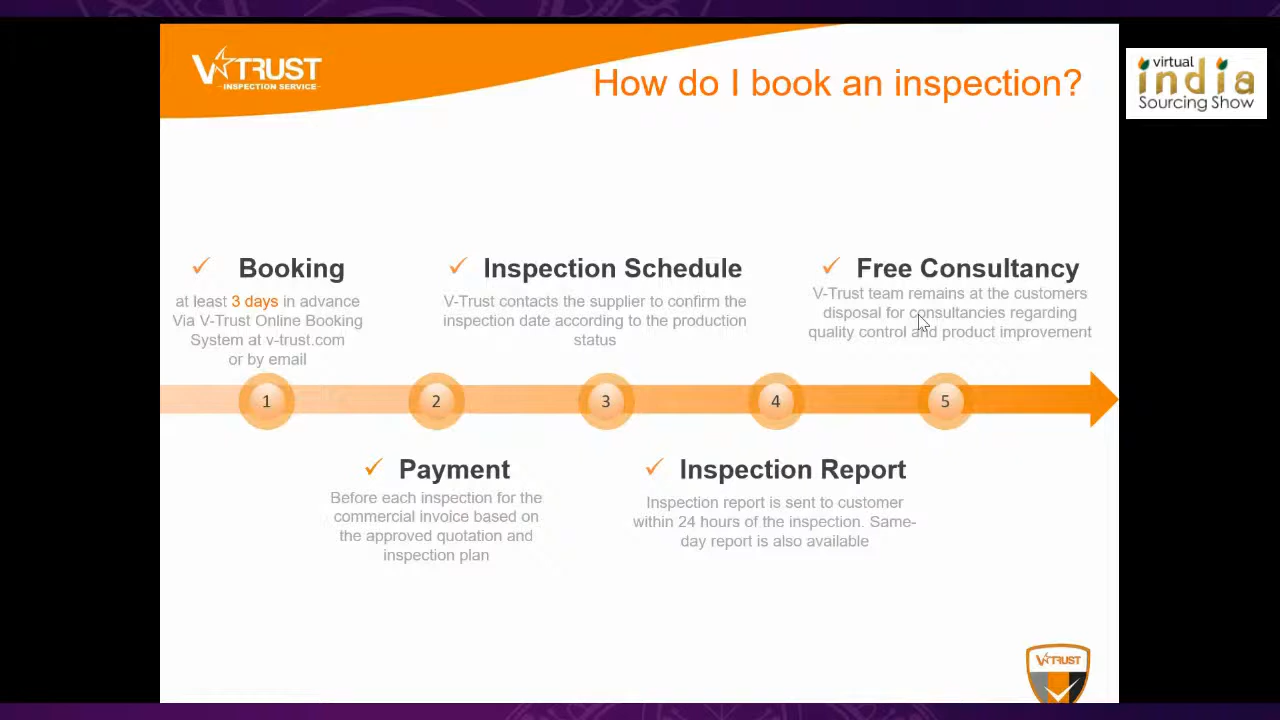 V-TRUST
INSPECTION SERVICE
How do I book an inspection?
virtual
india
Sourcing Show
Booking
at least 3 days in advance
Via V-Trust Online Booking
System at v-trust.com
or by email
Inspection Schedule
V-Trust contacts the supplier to confirm the
inspection date according to the production
status
Free Consultancy
V-Trust team remains at the customers
disposal for consultancies regarding
quality control and product improvement
1
2
3
4
5
Payment
Before each inspection for the
commercial invoice based on
the approved quotation and
inspection plan
Inspection Report
Inspection report is sent to customer
within 24 hours of the inspection. Same-
day report is also available
V-TRUST